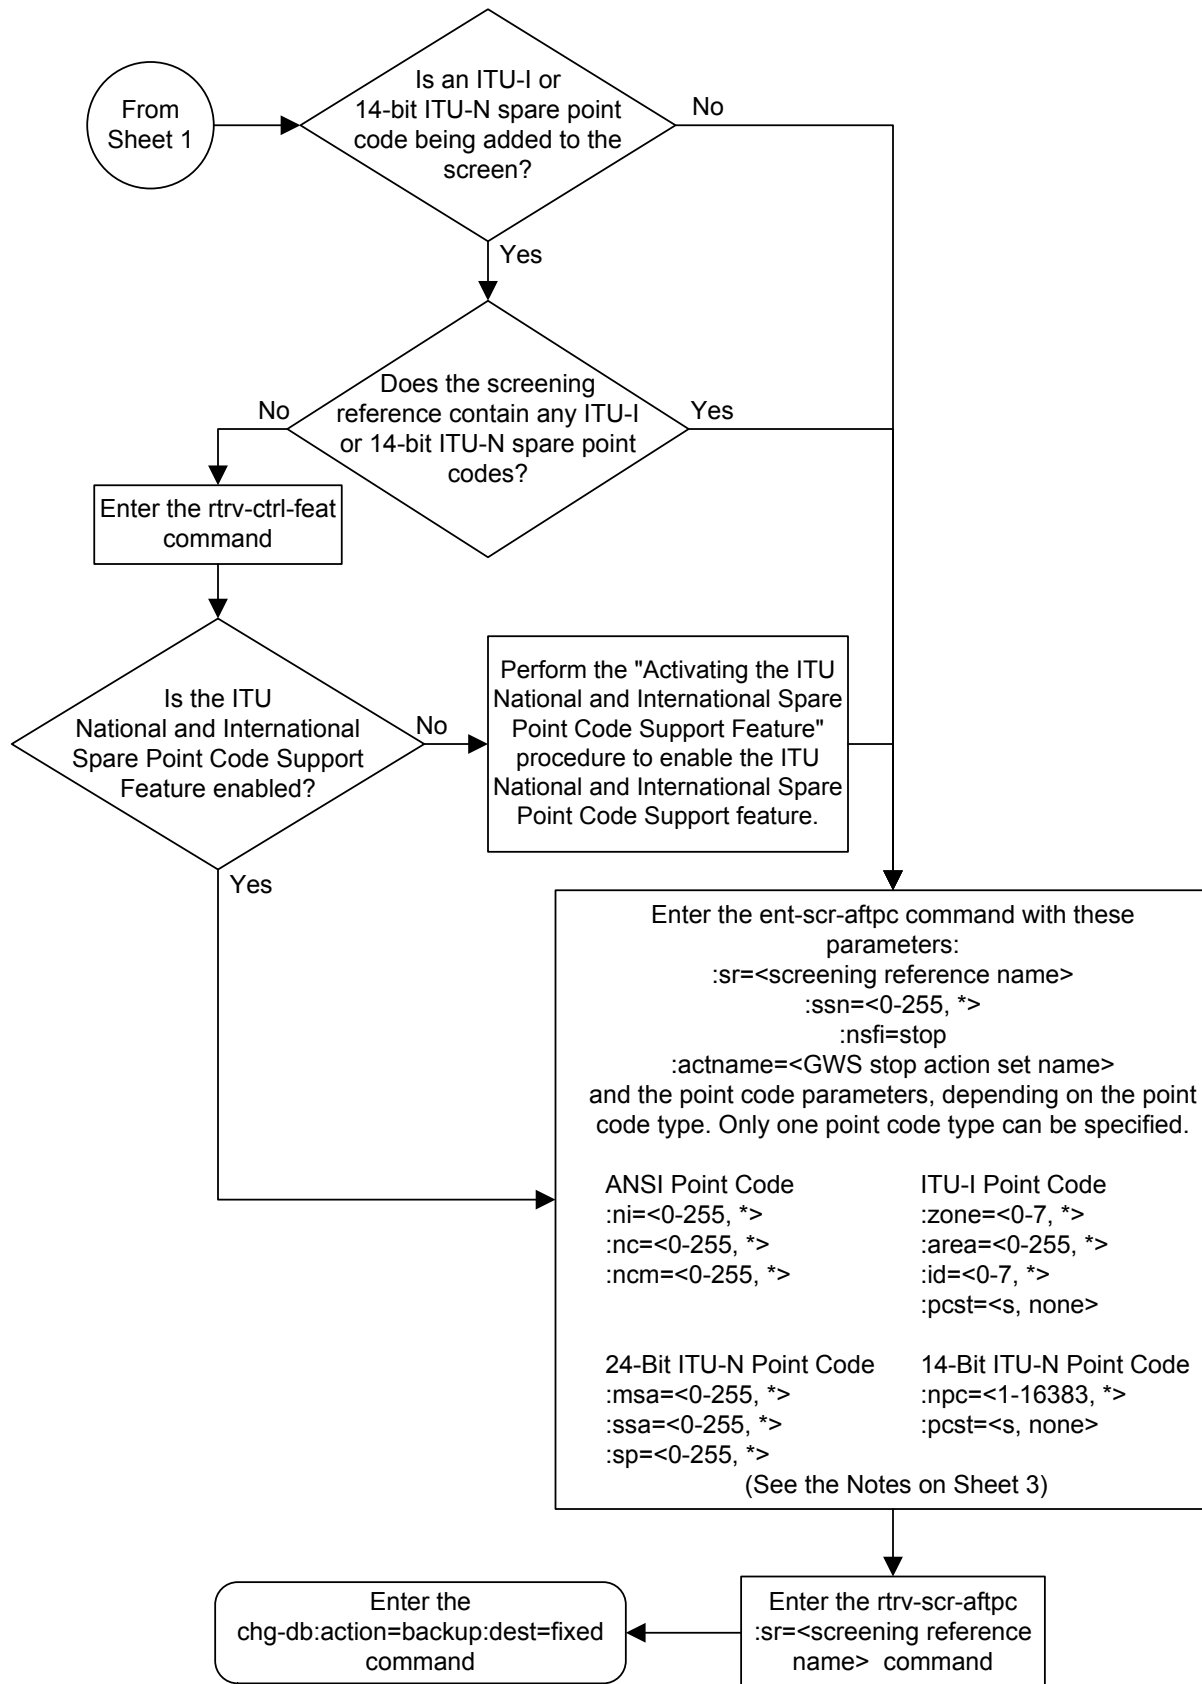 From
Sheet 1
Is an ITU-I or
14-bit ITU-N spare point
code being added to the
screen?
No
Yes
Does the screening
reference contain any ITU-I
or 14-bit ITU-N spare point
codes?
No
Yes
Enter the rtrv-ctrl-feat
command
Is the ITU
National and International
Spare Point Code Support
Feature enabled?
No
Yes
Perform the "Activating the ITU
National and International Spare
Point Code Support Feature"
procedure to enable the ITU
National and International Spare
Point Code Support feature.
Enter the ent-scr-aftpc command with these
parameters:
:sr=<screening reference name>
:ssn=<0-255, *>
:nsfi=stop
:actname=<GWS stop action set name>
and the point code parameters, depending on the point
code type. Only one point code type can be specified.
ANSI Point Code
:ni=<0-255, *>
:nc=<0-255, *>
:ncm=<0-255, *>
ITU-I Point Code
:zone=<0-7, *>
:area=<0-255, *>
:id=<0-7, *>
:pcst=<s, none>
24-Bit ITU-N Point Code
:msa=<0-255, *>
:ssa=<0-255, *>
:sp=<0-255, *>
14-Bit ITU-N Point Code
:npc=<1-16383, *>
:pcst=<s, none>
(See the Notes on Sheet 3)
Enter the rtrv-scr-aftpc
:sr=<screening reference
name> command
Enter the
chg-db:action=backup:dest=fixed
command